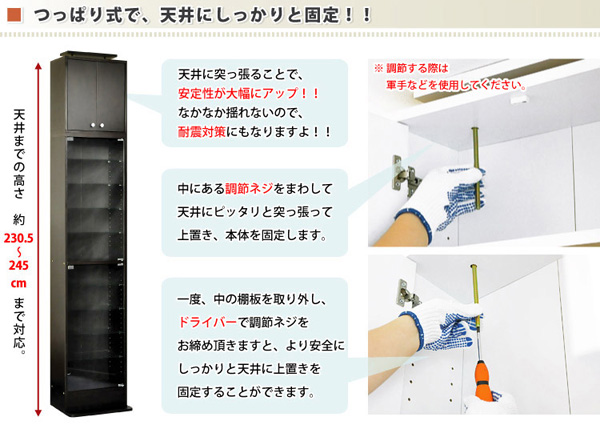 つっぱり式で、天井にしっかりと固定！！
天井までの高さ 約
230.5
～
245
cm
まで対応。
天井に突っ張ることで、
安定性が大幅にアップ！！
なかなか揺れないので、
耐震対策にもなりますよ！！
中にある調節ネジをまわして
天井にピッタリと突っ張って
上置き、本体を固定します。
一度、中の棚板を取り外し、
ドライバーで調節ネジを
お締め頂きますと、より安全に
しっかりと天井に上置きを
固定することができます。
※ 調節する際は
軍手などを使用してください。